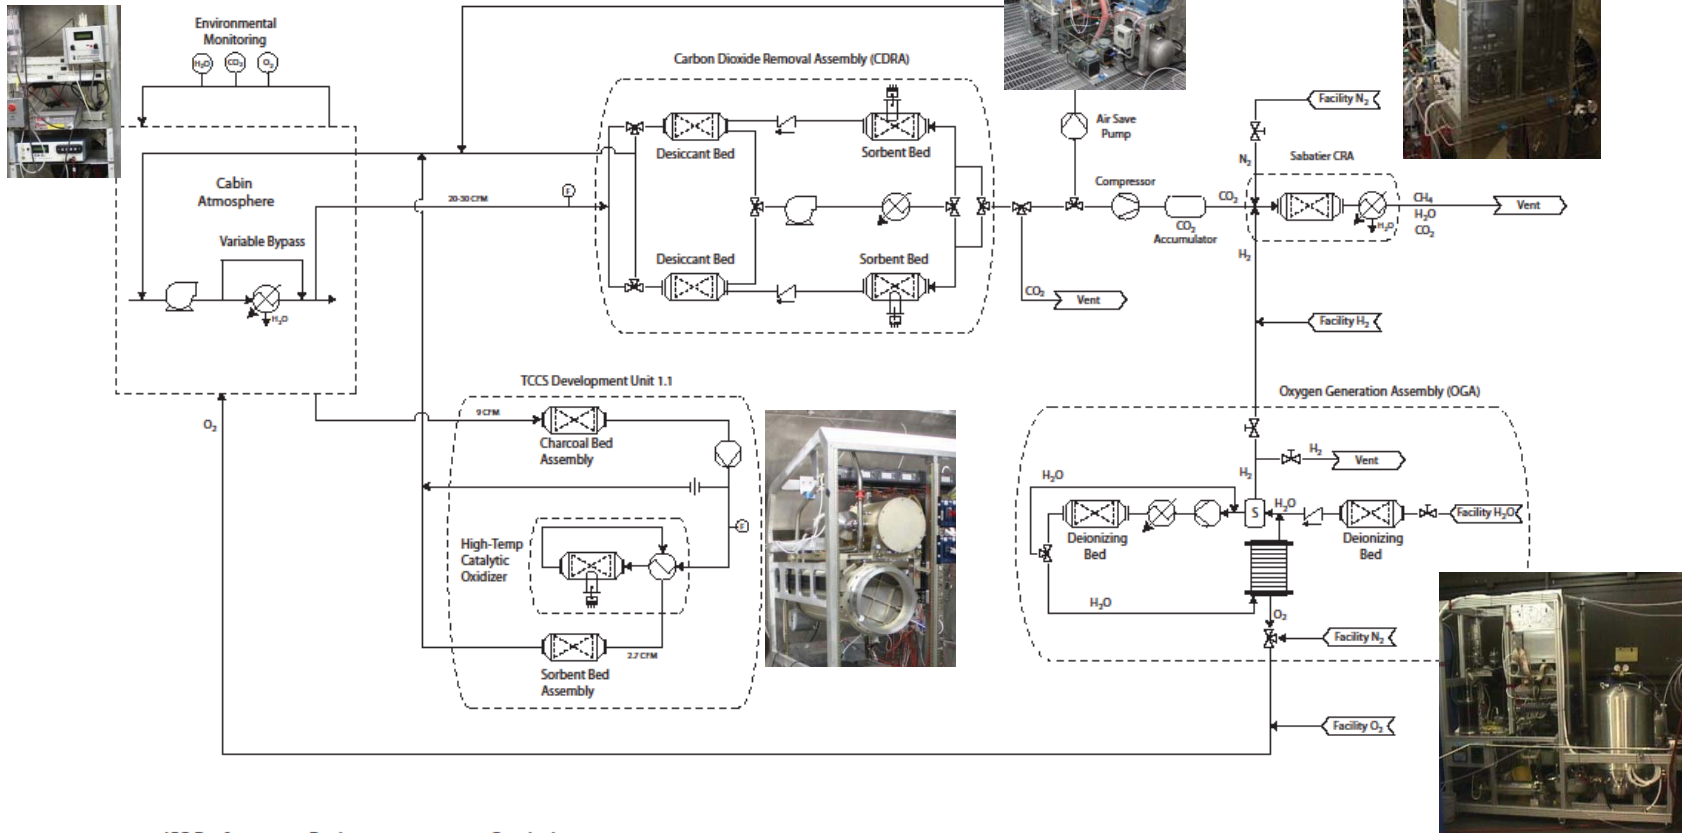 Environmental
Monitoring
H₂O
CO₂
O₂
Carbon Dioxide Removal Assembly (CDRA)
Desiccant Bed
Sorbent Bed
Air Save
Pump
Facility N₂
N₂
Sabatier CRA
Cabin
Atmosphere
20-30 CFM
F
Compressor
CO₂
CH₄
H₂O
CO₂
Vent
H₂O
CO₂
Accumulator
Variable Bypass
H₂O
Desiccant Bed
Sorbent Bed
H₂
CO₂
Vent
Facility H₂
TCCS Development Unit 1.1
Oxygen Generation Assembly (OGA)
O₂
9 CFM
Charcoal Bed
Assembly
H₂
Vent
H₂O
H₂
S
H₂O
Facility H₂O
Deionizing
Bed
Deionizing
Bed
F
High-Temp
Catalytic
Oxidizer
H₂O
O₂
Facility N₂
2.7 CFM
Sorbent Bed
Assembly
Facility O₂